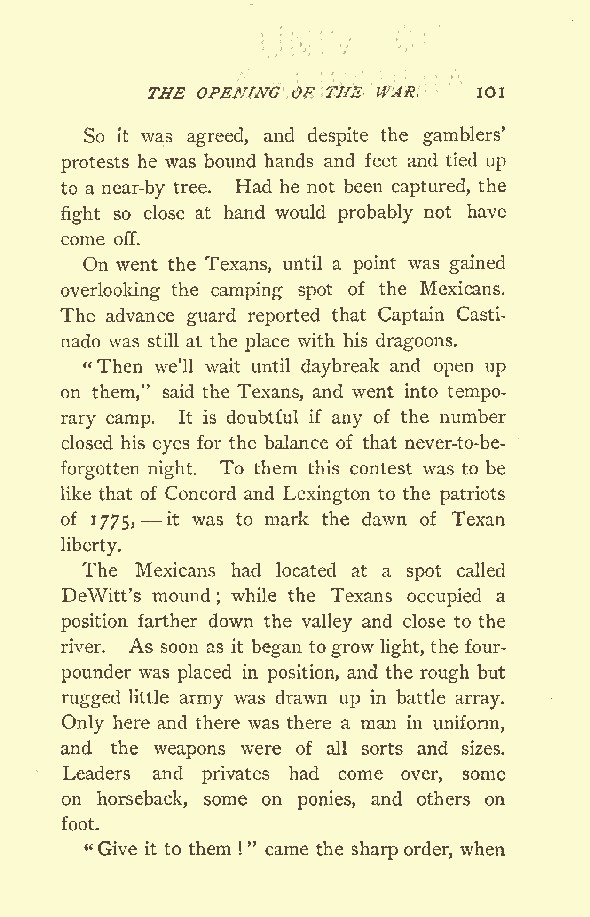 THE OPENING OF THE WAR. 101
So it was agreed, and despite the gamblers'
protests he was bound hands and feet and tied up
to a near-by tree. Had he not been captured, the
fight so close at hand would probably not have
come off.
On went the Texans, until a point was gained
overlooking the camping spot of the Mexicans.
The advance guard reported that Captain Casti-
nado was still at the place with his dragoons.
"Then we'll wait until daybreak and open up
on them," said the Texans, and went into tempo-
rary camp. It is doubtful if any of the number
closed his eyes for the balance of that never-to-be-
forgotten night. To them this contest was to be
like that of Concord and Lexington to the patriots
of 1775,—it was to mark the dawn of Texan
liberty.
The Mexicans had located at a spot called
DeWitt's mound; while the Texans occupied a
position farther down the valley and close to the
river. As soon as it began to grow light, the four-
pounder was placed in position, and the rough but
rugged little army was drawn up in battle array.
Only here and there was there a man in uniform,
and the weapons were of all sorts and sizes.
Leaders and privates had come over, some
on horseback, some on ponies, and others on
foot.
"Give it to them!" came the sharp order, when